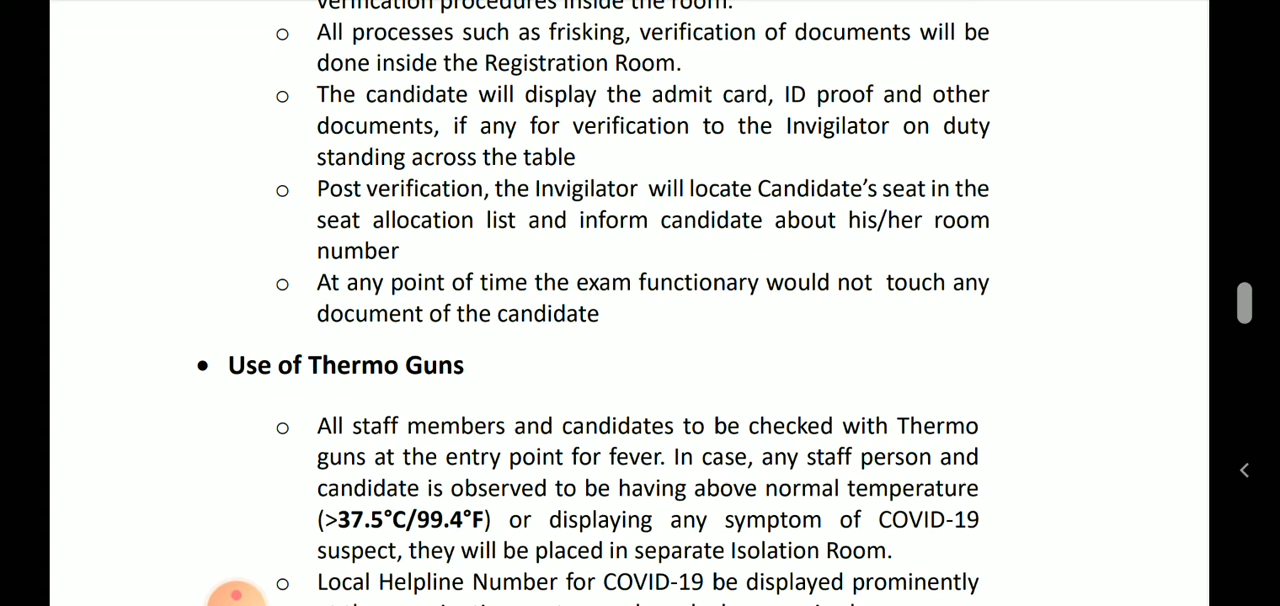 verification procedures inside the room.
o All processes such as frisking, verification of documents will be
done inside the Registration Room.
o The candidate will display the admit card, ID proof and other
documents, if any for verification to the Invigilator on duty
standing across the table
o Post verification, the Invigilator will locate Candidate's seat in the
seat allocation list and inform candidate about his/her room
number
o At any point of time the exam functionary would not touch any
document of the candidate
• Use of Thermo Guns
o All staff members and candidates to be checked with Thermo
guns at the entry point for fever. In case, any staff person and
candidate is observed to be having above normal temperature
(>37.5°C/99.4°F) or displaying any symptom of COVID-19
suspect, they will be placed in separate Isolation Room.
o Local Helpline Number for COVID-19 be displayed prominently